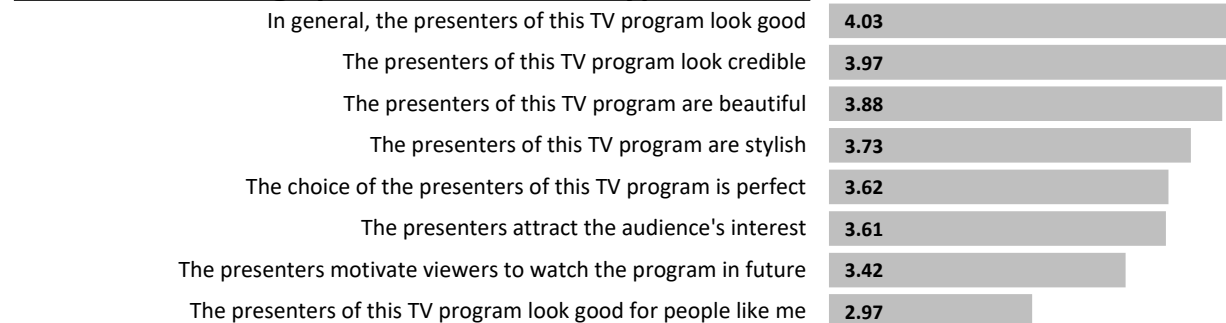 In general, the presenters of this TV program look good 4.03
The presenters of this TV program look credible 3.97
The presenters of this TV program are beautiful 3.88
The presenters of this TV program are stylish 3.73
The choice of the presenters of this TV program is perfect 3.62
The presenters attract the audience's interest 3.61
The presenters motivate viewers to watch the program in future 3.42
The presenters of this TV program look good for people like me 2.97